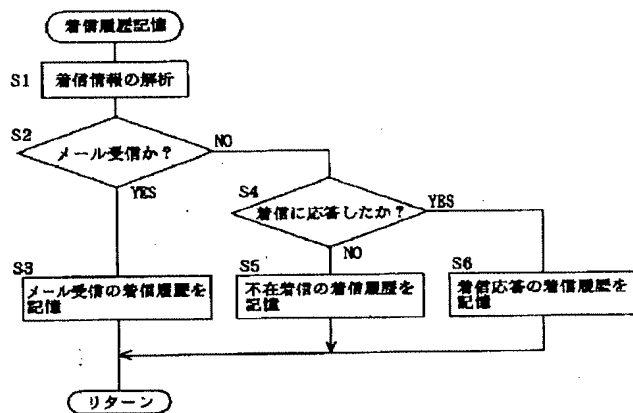 着信履歴記憶
S1
着信情報の解析
S2
メール受信か?
NO
YES
S4
着信に応答したか?
YES
NO
S3
メール受信の着信履歴を
記憶
S5
不在着信の着信履歴を
記憶
S6
着信応答の着信履歴を
記憶
リターン